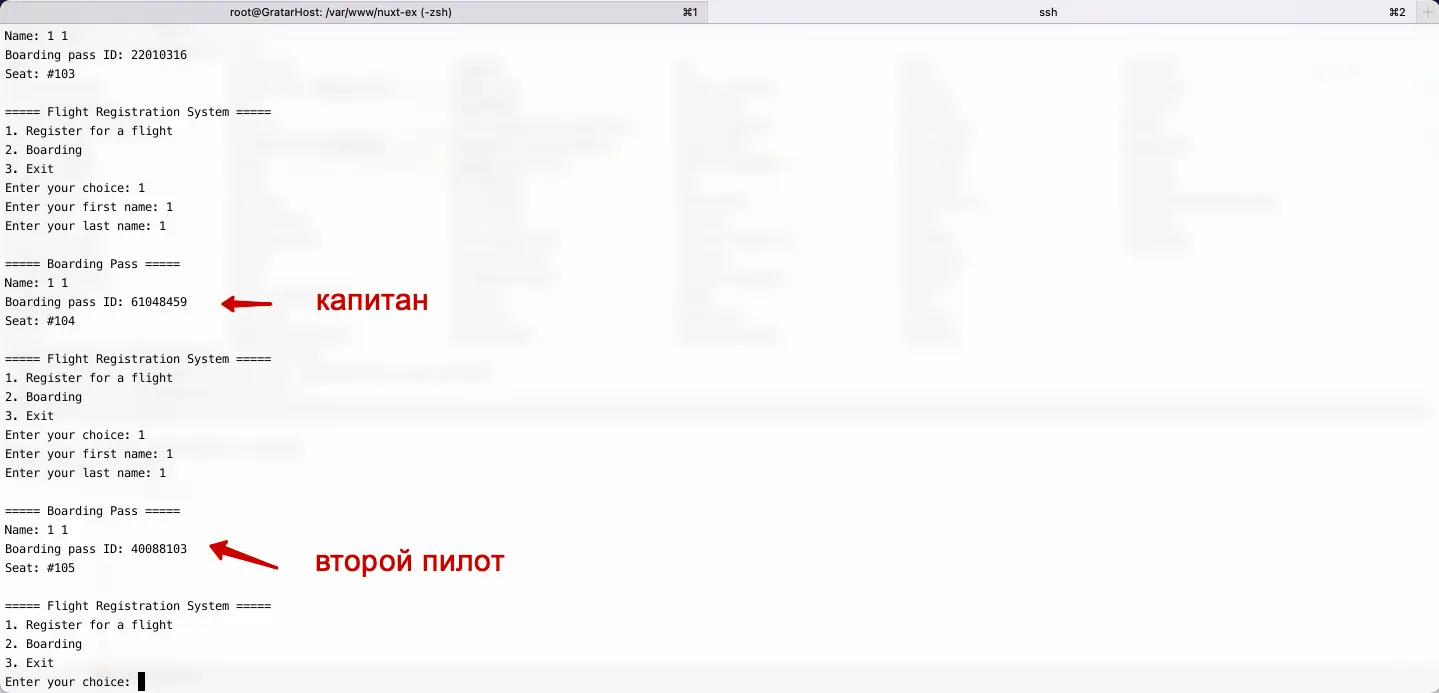 root@GratarHost: /var/www/nuxt-ex (-zsh) ⌘1 ssh ⌘2
Name: 1 1
Boarding pass ID: 22010316
Seat: #103
===== Flight Registration System =====
1. Register for a flight
2. Boarding
3. Exit
Enter your choice: 1
Enter your first name: 1
Enter your last name: 1
===== Boarding Pass =====
Name: 1 1
Boarding pass ID: 61048459 капитан
Seat: #104
===== Flight Registration System =====
1. Register for a flight
2. Boarding
3. Exit
Enter your choice: 1
Enter your first name: 1
Enter your last name: 1
===== Boarding Pass =====
Name: 1 1
Boarding pass ID: 40088103 второй пилот
Seat: #105
===== Flight Registration System =====
1. Register for a flight
2. Boarding
3. Exit
Enter your choice: